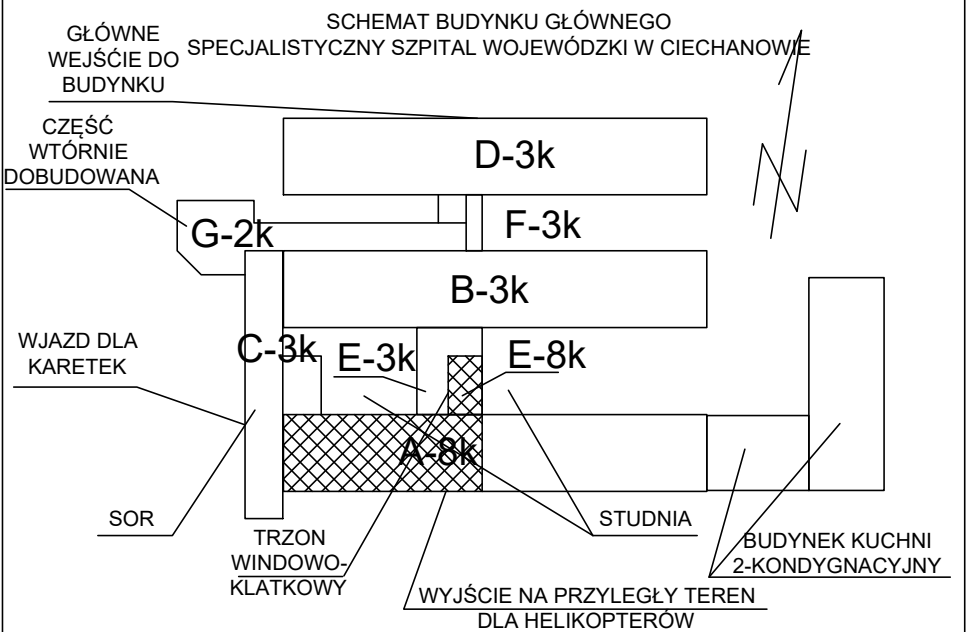 SCHEMAT BUDYNKU GŁÓWNEGO
SPECJALISTYCZNY SZPITAL WOJEWÓDZKI W CIECHANOWIE
GŁÓWNE
WEJŚĆIE DO
BUDYNKU
CZĘŚĆ
WTÓRNIE
DOBUDOWANA
D-3k
G-2k
F-3k
B-3k
WJAZD DLA
KARETEK
C-3k
E-3k
E-8k
A-8k
SOR
TRZON
WINDOWO-
KLATKOWY
STUDNIA
BUDYNEK KUCHNI
2-KONDYGNACYJNY
WYJŚCIE NA PRZYLEGŁY TEREN
DLA HELIKOPTERÓW